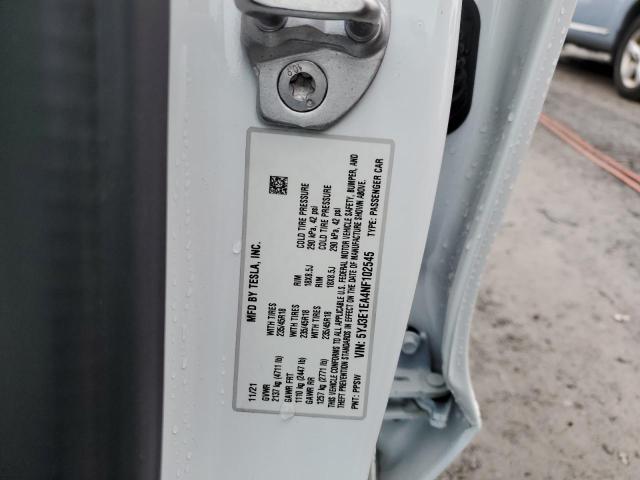 10.9
MFD BY TESLA, INC.
11/21
GVWR
2137 kg (4711 lb)
GAWR FRT WITH TIRES RIM COLD TIRE PRESSURE
1110 kg (2447 lb) 235/45R18 18X8.5J 290 kPa, 42 psi
GAWR RR WITH TIRES RIM COLD TIRE PRESSURE
1257 kg (2771 lb) 235/45R18 18X8.5J 290 kPa, 42 psi
THIS VEHICLE CONFORMS TO ALL APPLICABLE U.S. FEDERAL MOTOR VEHICLE SAFETY, BUMPER, AND
THEFT PREVENTION STANDARDS IN EFFECT ON THE DATE OF MANUFACTURE SHOWN ABOVE.
PNT: PPSW VIN: 5YJ3E1EA4NF102545 TYPE: PASSENGER CAR